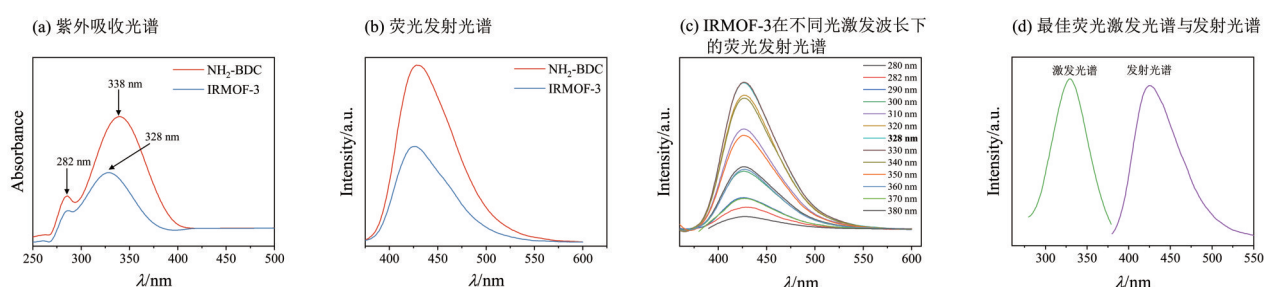 (a) 紫外吸收光谱
NH₂-BDC
IRMOF-3
338 nm
328 nm
282 nm
Absorbance
250 300 350 400 450 500
λ/nm
(b) 荧光发射光谱
NH₂-BDC
IRMOF-3
Intensity/a.u.
400 450 500 550 600
λ/nm
(c) IRMOF-3在不同光激发波长下
的荧光发射光谱
280 nm
282 nm
290 nm
300 nm
310 nm
320 nm
328 nm
330 nm
340 nm
350 nm
360 nm
370 nm
380 nm
Intensity/a.u.
400 450 500 550 600
λ/nm
(d) 最佳荧光激发光谱与发射光谱
激发光谱 发射光谱
Intensity/a.u.
300 350 400 450 500 550
λ/nm